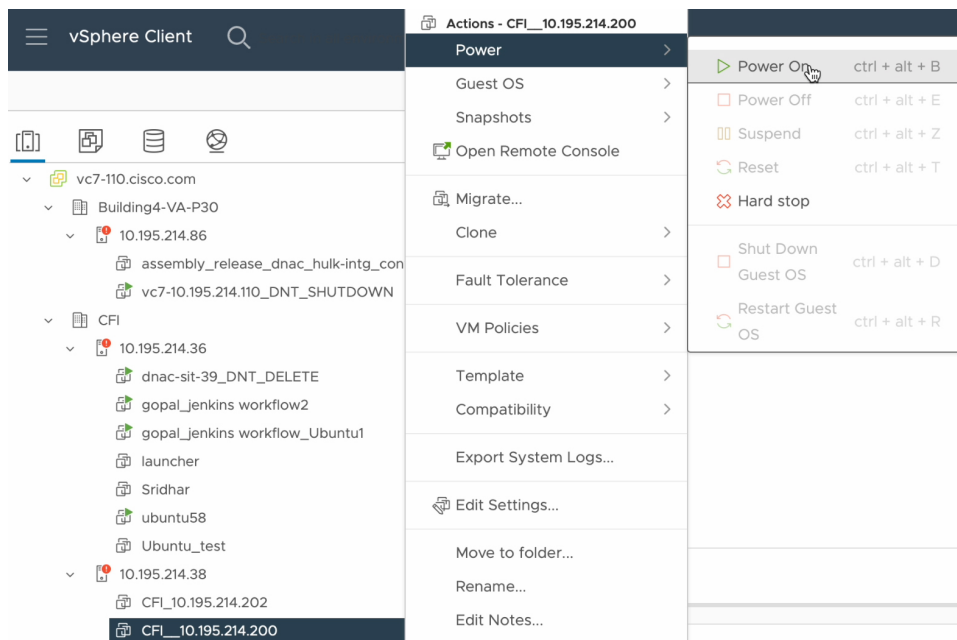 vSphere Client
vc7-110.cisco.com
Building4-VA-P30
10.195.214.86
assembly_release_dnac_hulk-intg_con
vc7-10.195.214.110_DNT_SHUTDOWN
CFI
10.195.214.36
dnac-sit-39_DNT_DELETE
gopal_jenkins workflow2
gopal_jenkins workflow_Ubuntu1
launcher
Sridhar
ubuntu58
Ubuntu_test
10.195.214.38
CFI_10.195.214.202
CFI__10.195.214.200
Actions - CFI__10.195.214.200
Power
Guest OS
Snapshots
Open Remote Console
Migrate...
Clone
Fault Tolerance
VM Policies
Template
Compatibility
Export System Logs...
Edit Settings...
Move to folder...
Rename...
Edit Notes...
Power On ctrl + alt + B
Power Off ctrl + alt + E
Suspend ctrl + alt + Z
Reset ctrl + alt + T
Hard stop
Shut Down
Guest OS ctrl + alt + D
Restart Guest
OS ctrl + alt + R